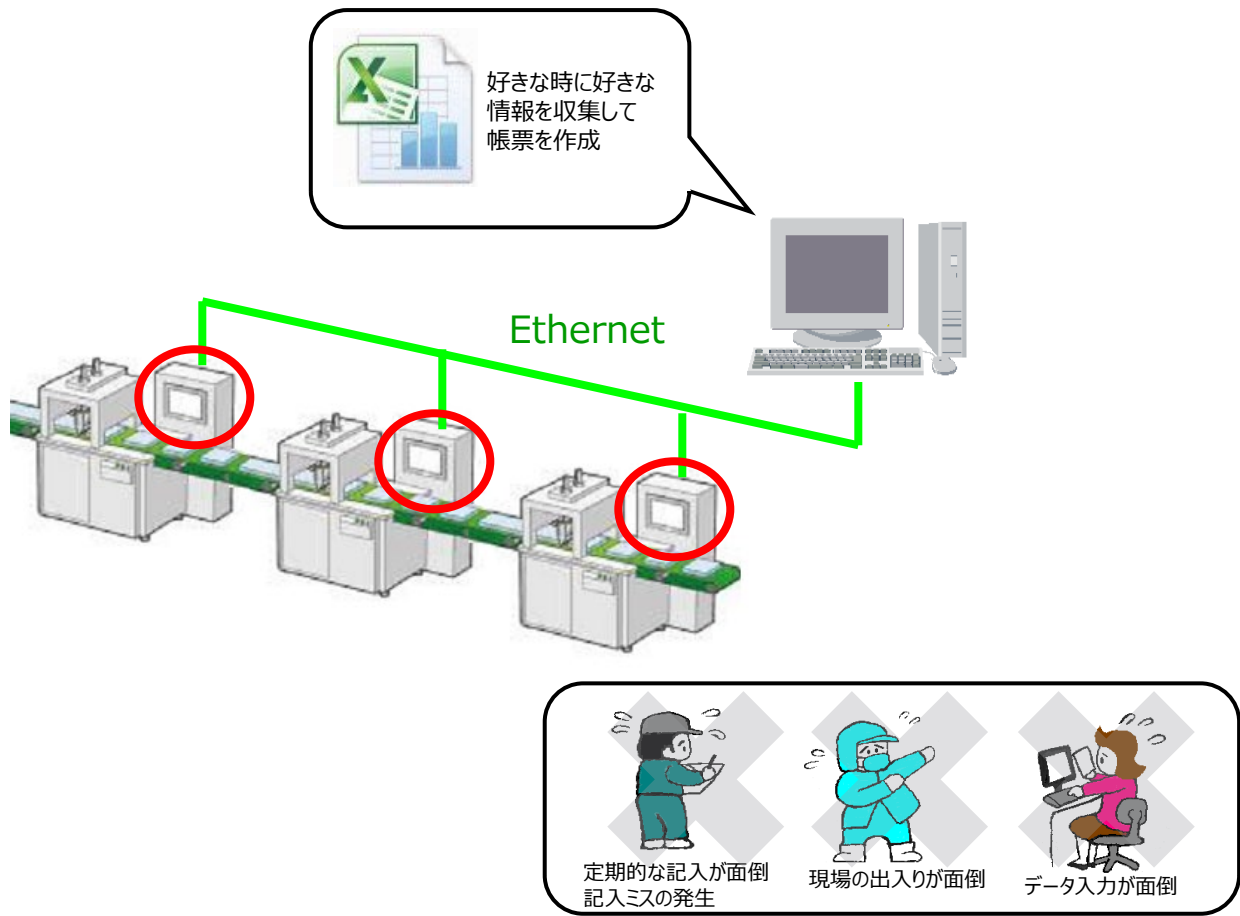 好きな時に好きな
情報を収集して
帳票を作成
Ethernet
定期的な記入が面倒
記入ミスの発生
現場の出入りが面倒
データ入力が面倒